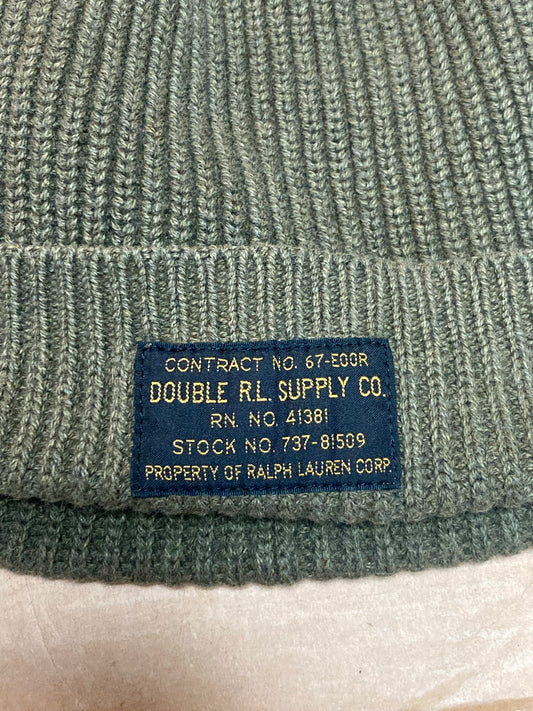 CONTRACT NO. 67-E00R
DOUBLE R.L. SUPPLY CO.
RN. NO. 41381
STOCK NO. 737-81509
PROPERTY OF RALPH LAUREN CORP.